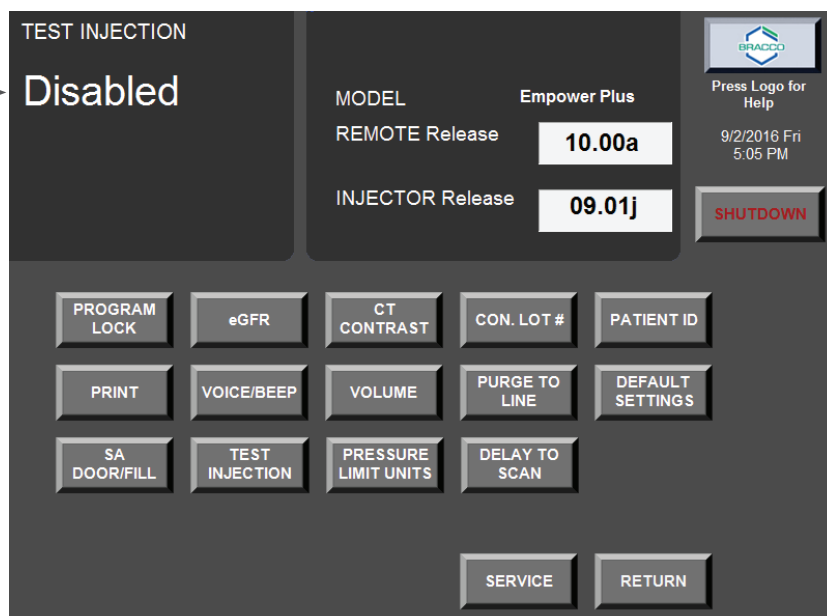 TEST INJECTION
Disabled
MODEL
Empower Plus
REMOTE Release
10.00a
INJECTOR Release
09.01j
BRACCO
Press Logo for
Help
9/2/2016 Fri
5:05 PM
SHUTDOWN
PROGRAM
LOCK
eGFR
CT
CONTRAST
CON. LOT #
PATIENT ID
PRINT
VOICE/BEEP
VOLUME
PURGE TO
LINE
DEFAULT
SETTINGS
SA
DOOR/FILL
TEST
INJECTION
PRESSURE
LIMIT UNITS
DELAY TO
SCAN
SERVICE
RETURN